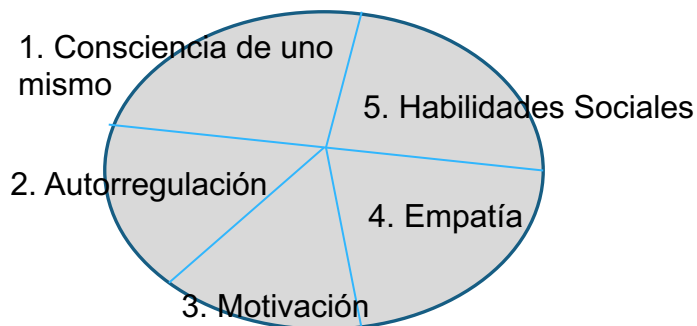 1. Consciencia de uno
mismo
5. Habilidades Sociales
2. Autorregulación
4. Empatía
3. Motivación